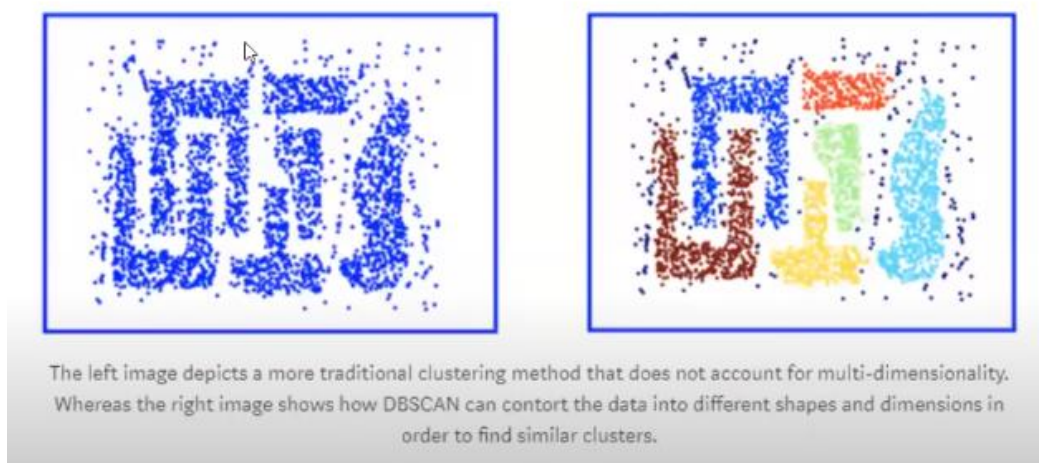 The left image depicts a more traditional clustering method that does not account for multi-dimensionality.
Whereas the right image shows how DBSCAN can contort the data into different shapes and dimensions in
order to find similar clusters.